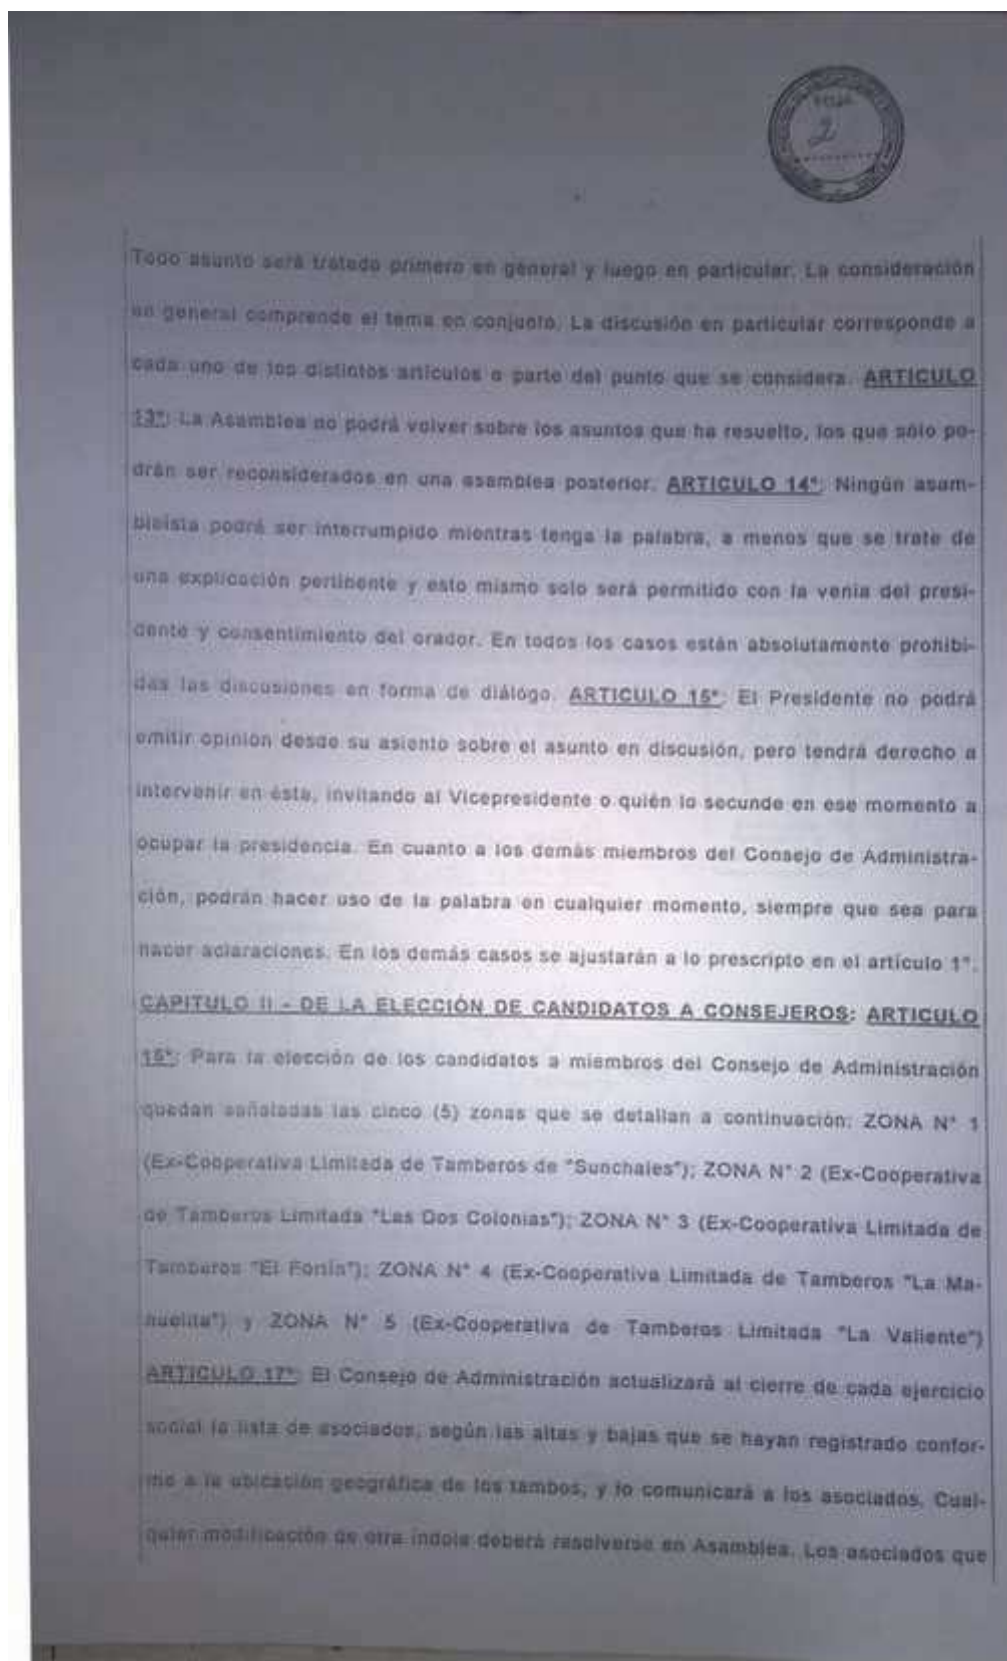 FOLIO
2
Todo asunto será tratado primero en general y luego en particular. La consideración
en general comprende el tema en conjunto. La discusión en particular corresponde a
cada uno de los distintos artículos o parte del punto que se considera. ARTICULO
13°: La Asamblea no podrá volver sobre los asuntos que ha resuelto, los que sólo po-
drán ser reconsiderados en una asamblea posterior. ARTICULO 14°: Ningún asam-
bleísta podrá ser interrumpido mientras tenga la palabra, a menos que se trate de
una explicación pertinente y esto mismo solo será permitido con la venia del presi-
dente y consentimiento del orador. En todos los casos están absolutamente prohibi-
das las discusiones en forma de diálogo. ARTICULO 15°: El Presidente no podrá
emitir opinión desde su asiento sobre el asunto en discusión, pero tendrá derecho a
intervenir en ésta, invitando al Vicepresidente o quién lo secunde en ese momento a
ocupar la presidencia. En cuanto a los demás miembros del Consejo de Administra-
ción, podrán hacer uso de la palabra en cualquier momento, siempre que sea para
hacer aclaraciones. En los demás casos se ajustarán a lo prescripto en el artículo 1°.
CAPITULO II - DE LA ELECCIÓN DE CANDIDATOS A CONSEJEROS: ARTICULO
16°: Para la elección de los candidatos a miembros del Consejo de Administración
quedan señaladas las cinco (5) zonas que se detallan a continuación: ZONA N° 1
(Ex-Cooperativa Limitada de Tamberos de "Sunchales"); ZONA N° 2 (Ex-Cooperativa
de Tamberos Limitada "Las Dos Colonias"); ZONA N° 3 (Ex-Cooperativa Limitada de
Tamberos "El Fortín"); ZONA N° 4 (Ex-Cooperativa Limitada de Tamberos "La Ma-
nuelita") y ZONA N° 5 (Ex-Cooperativa de Tamberos Limitada "La Valiente")
ARTICULO 17°: El Consejo de Administración actualizará al cierre de cada ejercicio
social la lista de asociados, según las altas y bajas que se hayan registrado confor-
me a la ubicación geográfica de los tambos, y lo comunicará a los asociados. Cual-
quier modificación de otra índole deberá resolverse en Asamblea. Los asociados que